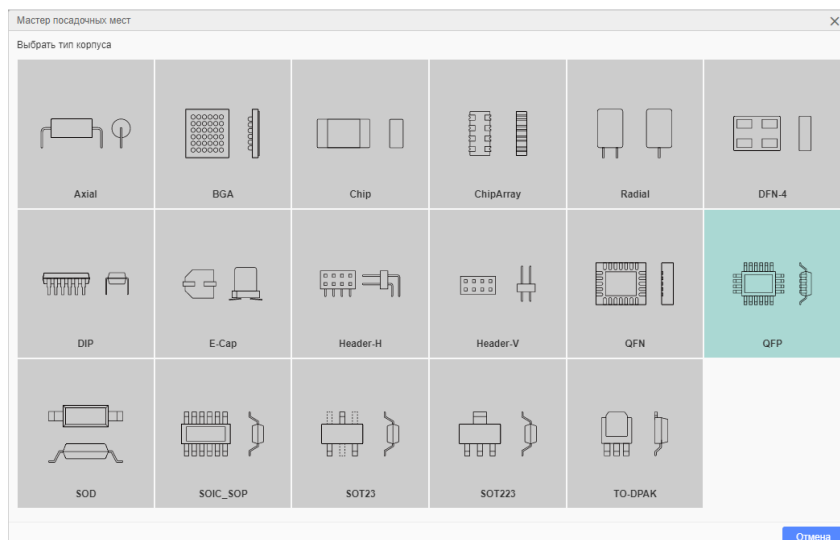 Мастер посадочных мест
Выбрать тип корпуса
Axial
BGA
Chip
ChipArray
Radial
DFN-4
DIP
E-Cap
Header-H
Header-V
QFN
QFP
SOD
SOIC_SOP
SOT23
SOT223
TO-DPAK
Отмена